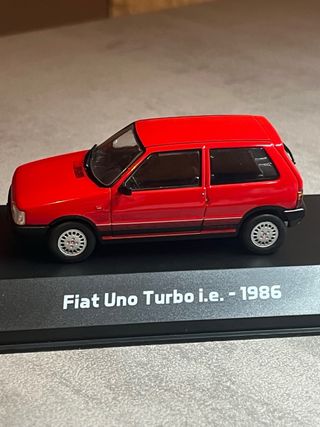 Fiat Uno Turbo i.e. - 1986